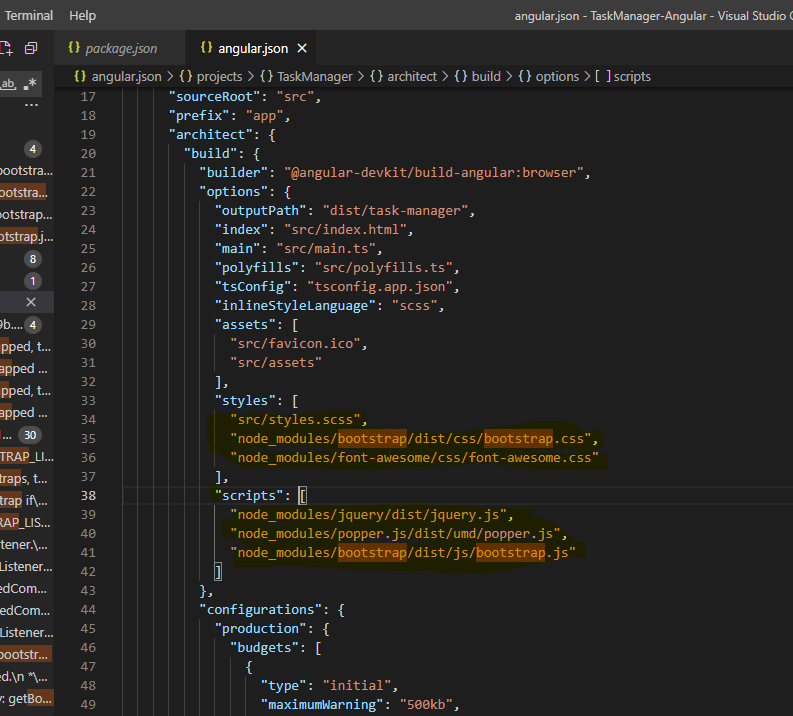 Terminal Help angular.json - TaskManager-Angular - Visual Studio C
{} package.json {} angular.json ×
ab, .* {} angular.json > {} projects > {} TaskManager > {} architect > {} build > {} options > [ ] scripts
...
4
bootstra...
ootstra...
ootstrap...
otstrap.j...
8
1
×
9b.... 4
pped, t...
apped ...
pped, t...
apped ...
... 30
TRAP_LI...
traps, t...
trap if\...
RAP_LIS...
tener.\...
Listener...
edCom...
edCom...
Listener...
bootstr...
ed.\n *\...
y: getBo...
17 "sourceRoot": "src",
18 "prefix": "app",
19 "architect": {
20 "build": {
21 "builder": "@angular-devkit/build-angular:browser",
22 "options": {
23 "outputPath": "dist/task-manager",
24 "index": "src/index.html",
25 "main": "src/main.ts",
26 "polyfills": "src/polyfills.ts",
27 "tsConfig": "tsconfig.app.json",
28 "inlineStyleLanguage": "scss",
29 "assets": [
30 "src/favicon.ico",
31 "src/assets"
32 ],
33 "styles": [
34 "src/styles.scss",
35 "node_modules/bootstrap/dist/css/bootstrap.css",
36 "node_modules/font-awesome/css/font-awesome.css"
37 ],
38 "scripts": [
39 "node_modules/jquery/dist/jquery.js",
40 "node_modules/popper.js/dist/umd/popper.js",
41 "node_modules/bootstrap/dist/js/bootstrap.js"
42 ]
43 },
44 "configurations": {
45 "production": {
46 "budgets": [
47 {
48 "type": "initial",
49 "maximumWarning": "500kb",